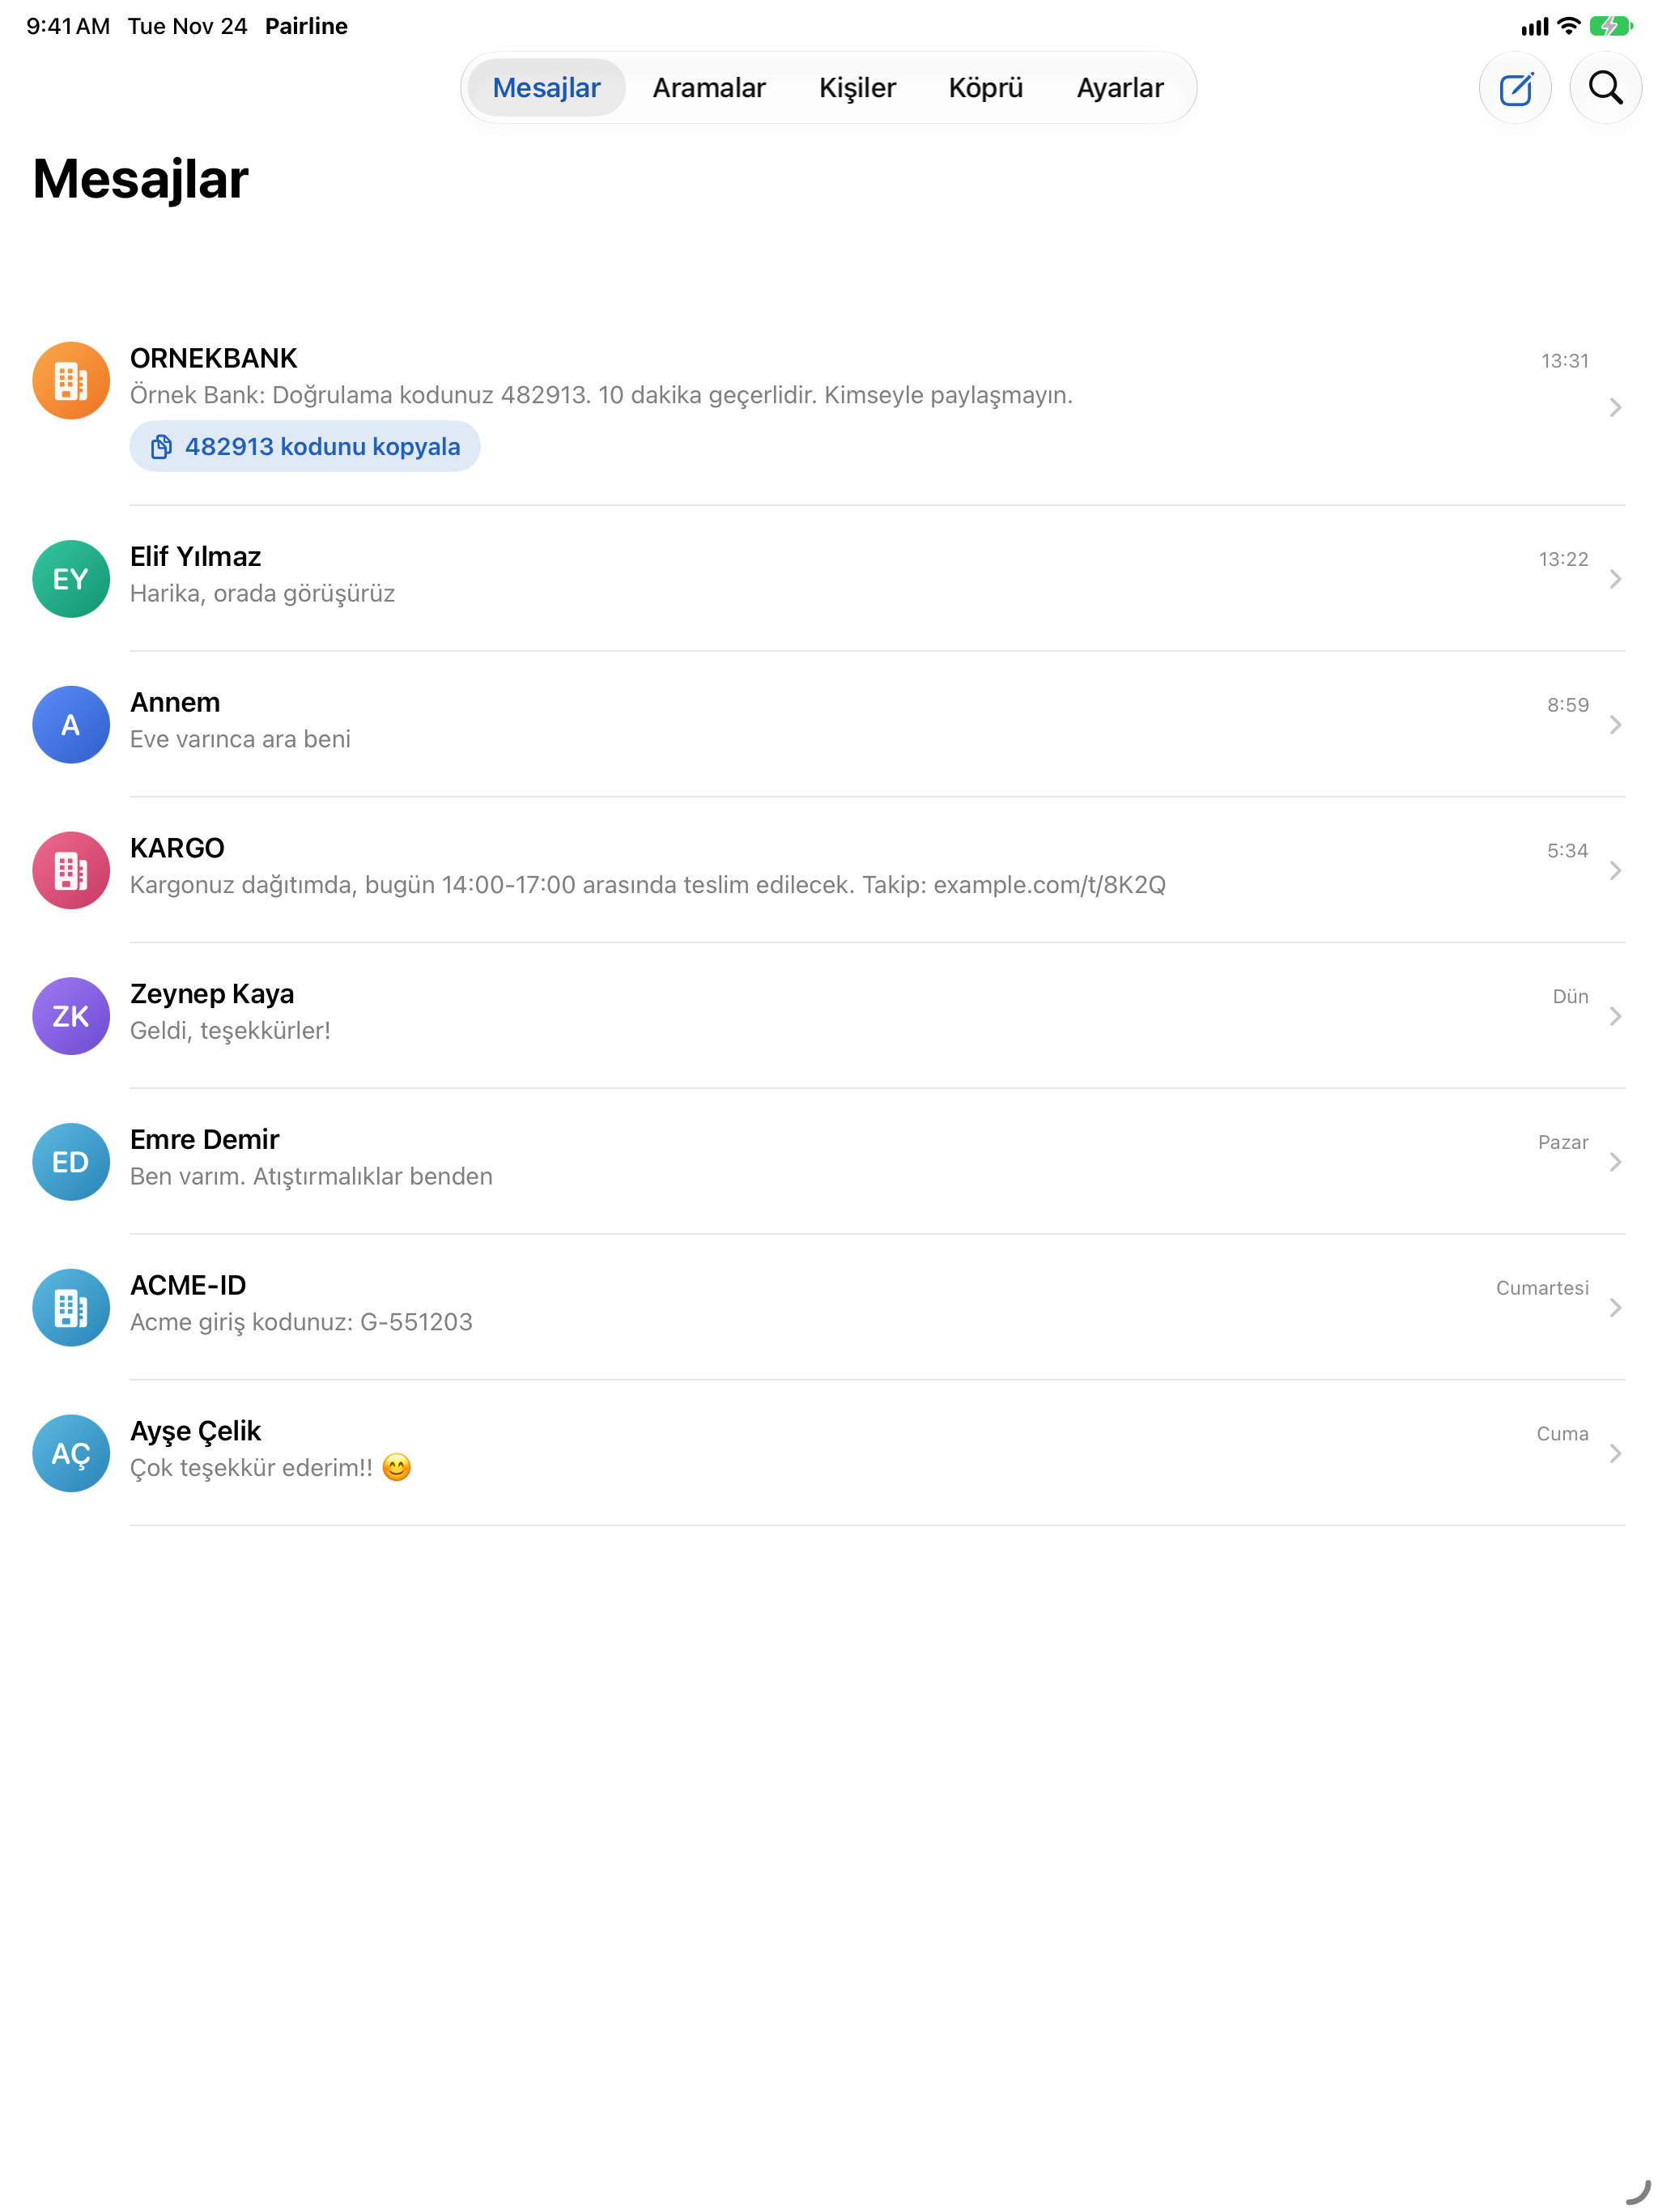 9:41 AM Tue Nov 24 Pairline
Mesajlar Aramalar Kişiler Köprü Ayarlar
Mesajlar
ORNEKBANK 13:31
Örnek Bank: Doğrulama kodunuz 482913. 10 dakika geçerlidir. Kimseyle paylaşmayın.
482913 kodunu kopyala
EY Elif Yılmaz 13:22
Harika, orada görüşürüz
A Annem 8:59
Eve varınca ara beni
KARGO 5:34
Kargonuz dağıtımda, bugün 14:00-17:00 arasında teslim edilecek. Takip: example.com/t/8K2Q
ZK Zeynep Kaya Dün
Geldi, teşekkürler!
ED Emre Demir Pazar
Ben varım. Atıştırmalıklar benden
ACME-ID Cumartesi
Acme giriş kodunuz: G-551203
AÇ Ayşe Çelik Cuma
Çok teşekkür ederim!! 😊